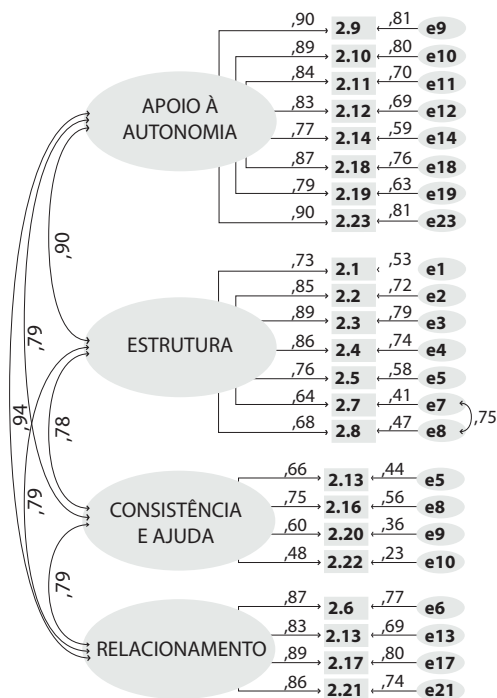 ,90 2.9 ,81 e9
,89 2.10 ,80 e10
,84 2.11 ,70 e11
APOIO À
AUTONOMIA
,83 2.12 ,69 e12
,77 2.14 ,59 e14
,87 2.18 ,76 e18
,79 2.19 ,63 e19
,90 2.23 ,81 e23
,90
,73 2.1 ,53 e1
,85 2.2 ,72 e2
,89 2.3 ,79 e3
ESTRUTURA
,86 2.4 ,74 e4
,76 2.5 ,58 e5
,64 2.7 ,41 e7
,68 2.8 ,47 e8
,75
,79
,94
,78
,79
,66 2.13 ,44 e5
,75 2.16 ,56 e8
CONSISTÊNCIA
E AJUDA
,60 2.20 ,36 e9
,48 2.22 ,23 e10
,79
,87 2.6 ,77 e6
,83 2.13 ,69 e13
RELACIONAMENTO
,89 2.17 ,80 e17
,86 2.21 ,74 e21